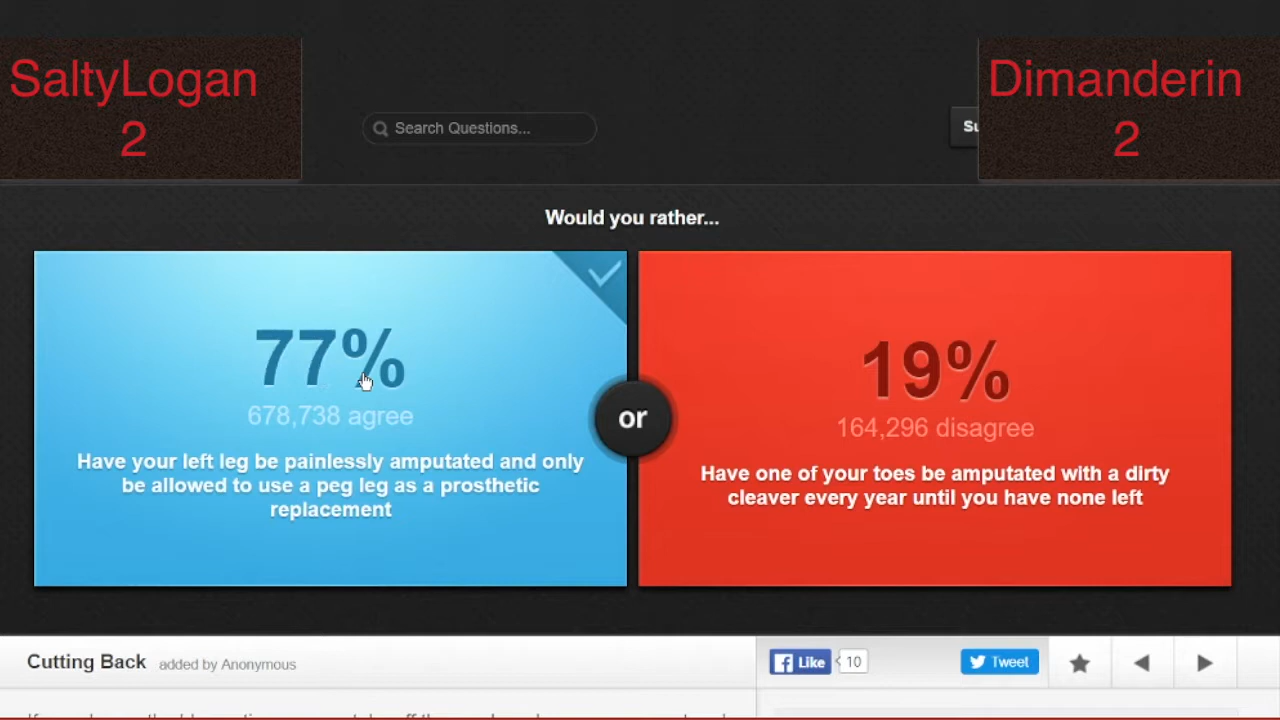 SaltyLogan
2
Dimanderin
2
Search Questions...
Su
Would you rather...
77%
678,738 agree
Have your left leg be painlessly amputated and only
be allowed to use a peg leg as a prosthetic
replacement
or
19%
164,296 disagree
Have one of your toes be amputated with a dirty
cleaver every year until you have none left
Cutting Back added by Anonymous
Like 10
Tweet